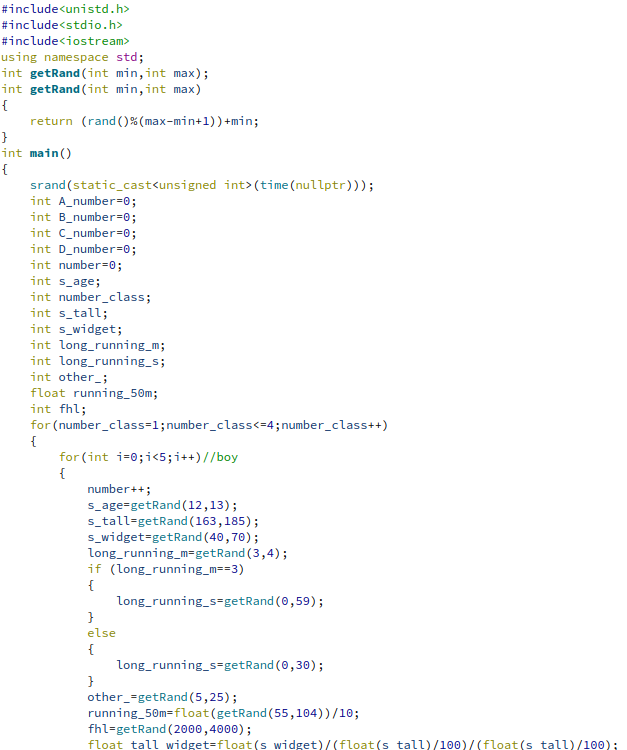 #include<unistd.h>
#include<stdio.h>
#include<iostream>
using namespace std;
int getRand(int min,int max);
int getRand(int min,int max)
{
    return (rand()%(max-min+1))+min;
}
int main()
{
    srand(static_cast<unsigned int>(time(nullptr)));
    int A_number=0;
    int B_number=0;
    int C_number=0;
    int D_number=0;
    int number=0;
    int s_age;
    int number_class;
    int s_tall;
    int s_widget;
    int long_running_m;
    int long_running_s;
    int other_;
    float running_50m;
    int fhl;
    for(number_class=1;number_class<=4;number_class++)
    {
        for(int i=0;i<5;i++)//boy
        {
            number++;
            s_age=getRand(12,13);
            s_tall=getRand(163,185);
            s_widget=getRand(40,70);
            long_running_m=getRand(3,4);
            if (long_running_m==3)
            {
                long_running_s=getRand(0,59);
            }
            else
            {
                long_running_s=getRand(0,30);
            }
            other_=getRand(5,25);
            running_50m=float(getRand(55,104))/10;
            fhl=getRand(2000,4000);
            float tall_widget=float(s_widget)/(float(s_tall)/100)/(float(s_tall)/100);